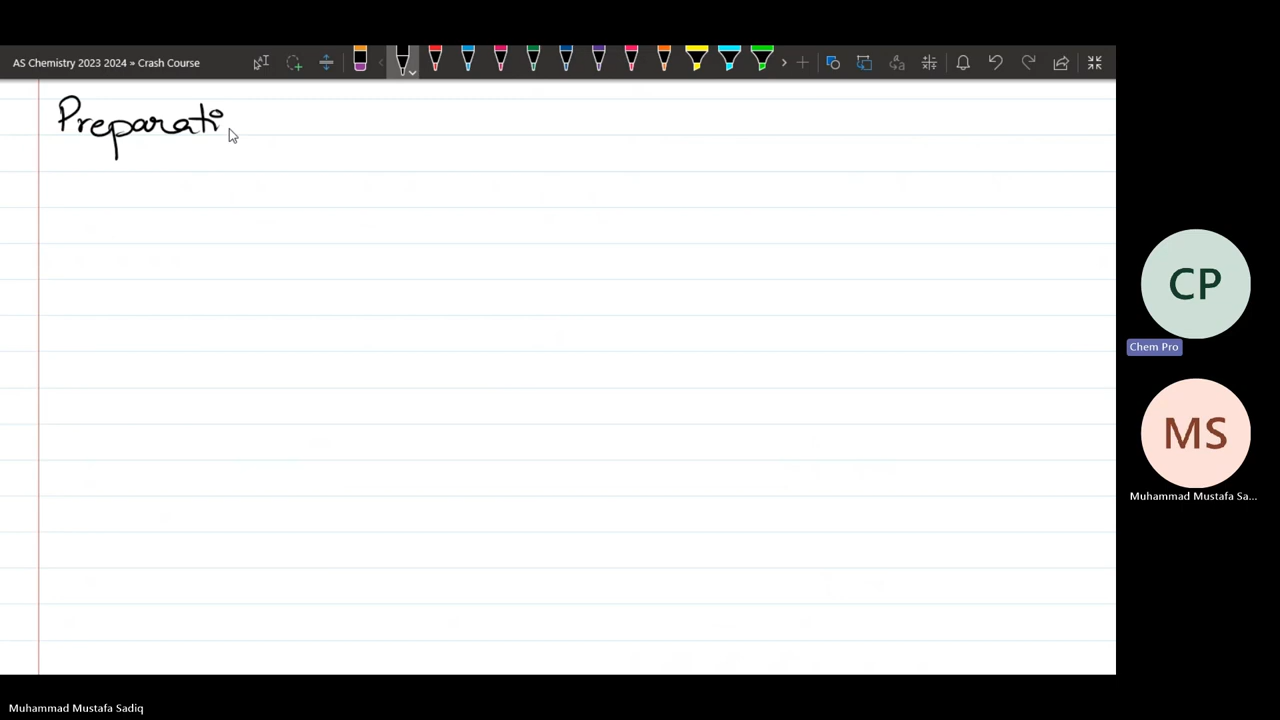 AS Chemistry 2023 2024 » Crash Course
Preparati
CP
Chem Pro
MS
Muhammad Mustafa Sa...
Muhammad Mustafa Sadiq